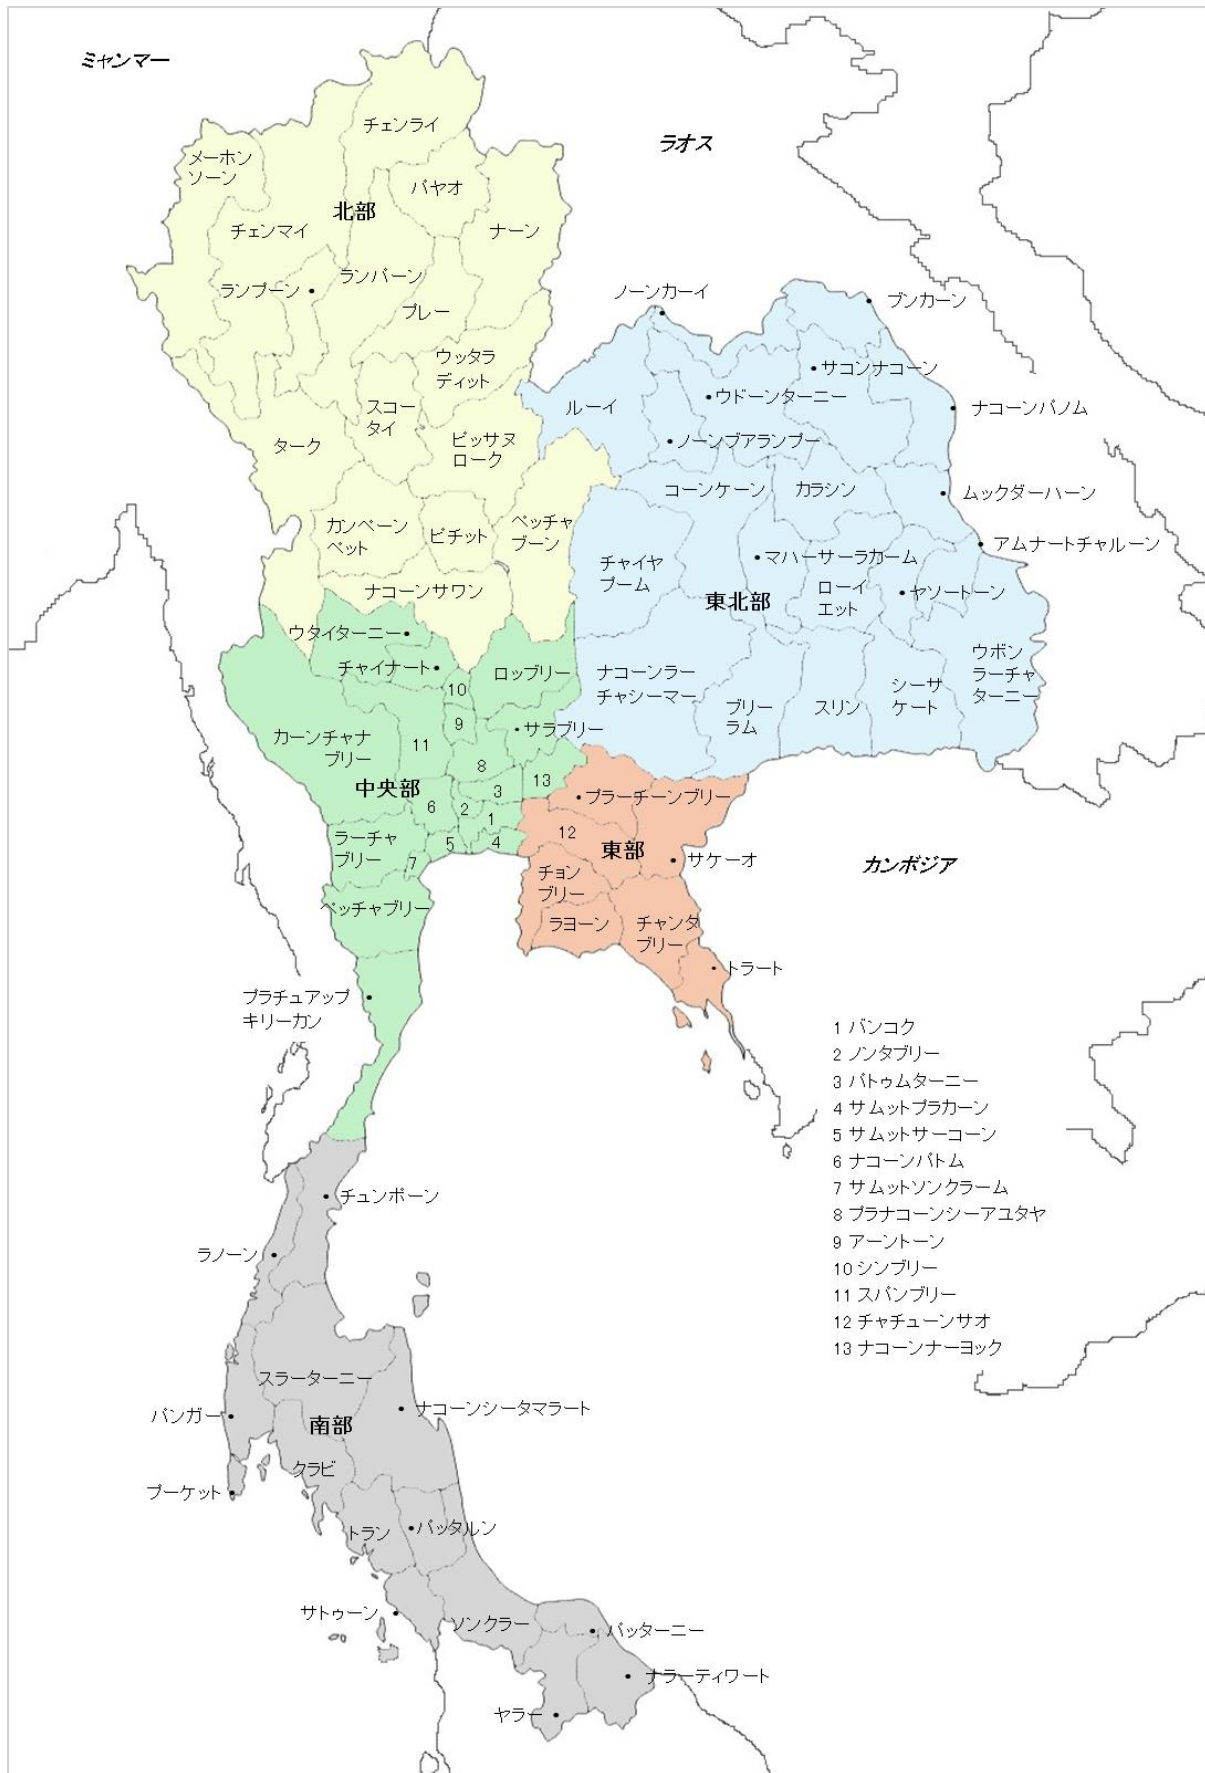 ミャンマー
ラオス
チェンライ
メーホン
ソーン
パヤオ
北部
チェンマイ
ナーン
ランパーン
ランプーン
プレー
ノーンカーイ
ブンカーン
ウッタラ
ディット
サコンナコーン
ウドーンターニー
ルーイ
スコー
タイ
ナコーンパノム
ターク
ピッサヌ
ローク
ノーンブアランプー
コーンケーン
カラシン
ムックダーハーン
カンペーン
ペット
ピチット
ペッチャ
ブーン
アムナートチャルーン
チャイヤ
プーム
マハーサーラカーム
ローイ
エット
ヤソートーン
東北部
ナコーンサワン
ウタイターニー
チャイナート
ロップリー
ナコーンラー
チャシーマー
ウボン
ラーチャ
ターニー
シーサ
ケート
スリン
ブリー
ラム
10
9
サラブリー
カーンチャナ
ブリー
11
8
13
中央部
3
6
2
1
プラーチーンブリー
12
東部
サケーオ
ラーチャ
ブリー
7
5
4
カンボジア
チョン
ブリー
ペッチャブリー
ラヨーン
チャンタ
ブリー
トラート
プラチュアップ
キリーカン
1 バンコク
2 ノンタブリー
3 パトゥムターニー
4 サムットプラカーン
5 サムットサーコーン
6 ナコーンパトム
7 サムットソンクラーム
8 プラナコーンシーアユタヤ
9 アーントーン
10 シンブリー
11 スパンブリー
12 チャチューンサオ
13 ナコーンナーヨック
チュンポーン
ラノーン
スラーターニー
パンガー
南部
ナコーンシータマラート
クラビ
プーケット
トラン
パッタルン
サトゥーン
ソンクラー
パッターニー
ナラーティワート
ヤラー